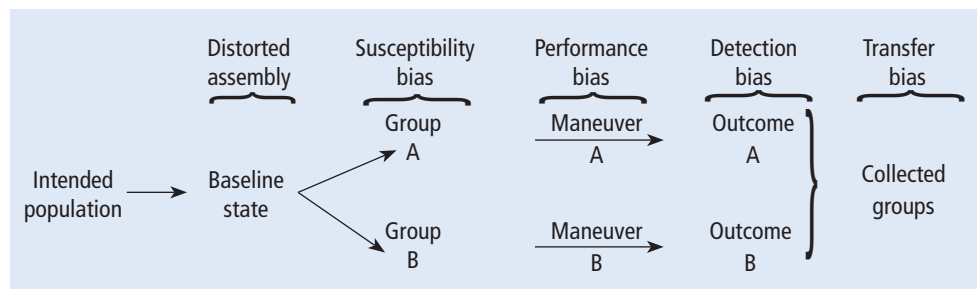 Distorted
assembly
Susceptibility
bias
Performance
bias
Detection
bias
Transfer
bias
Intended
population
Baseline
state
Group
A
Maneuver
A
Outcome
A
Group
B
Maneuver
B
Outcome
B
Collected
groups